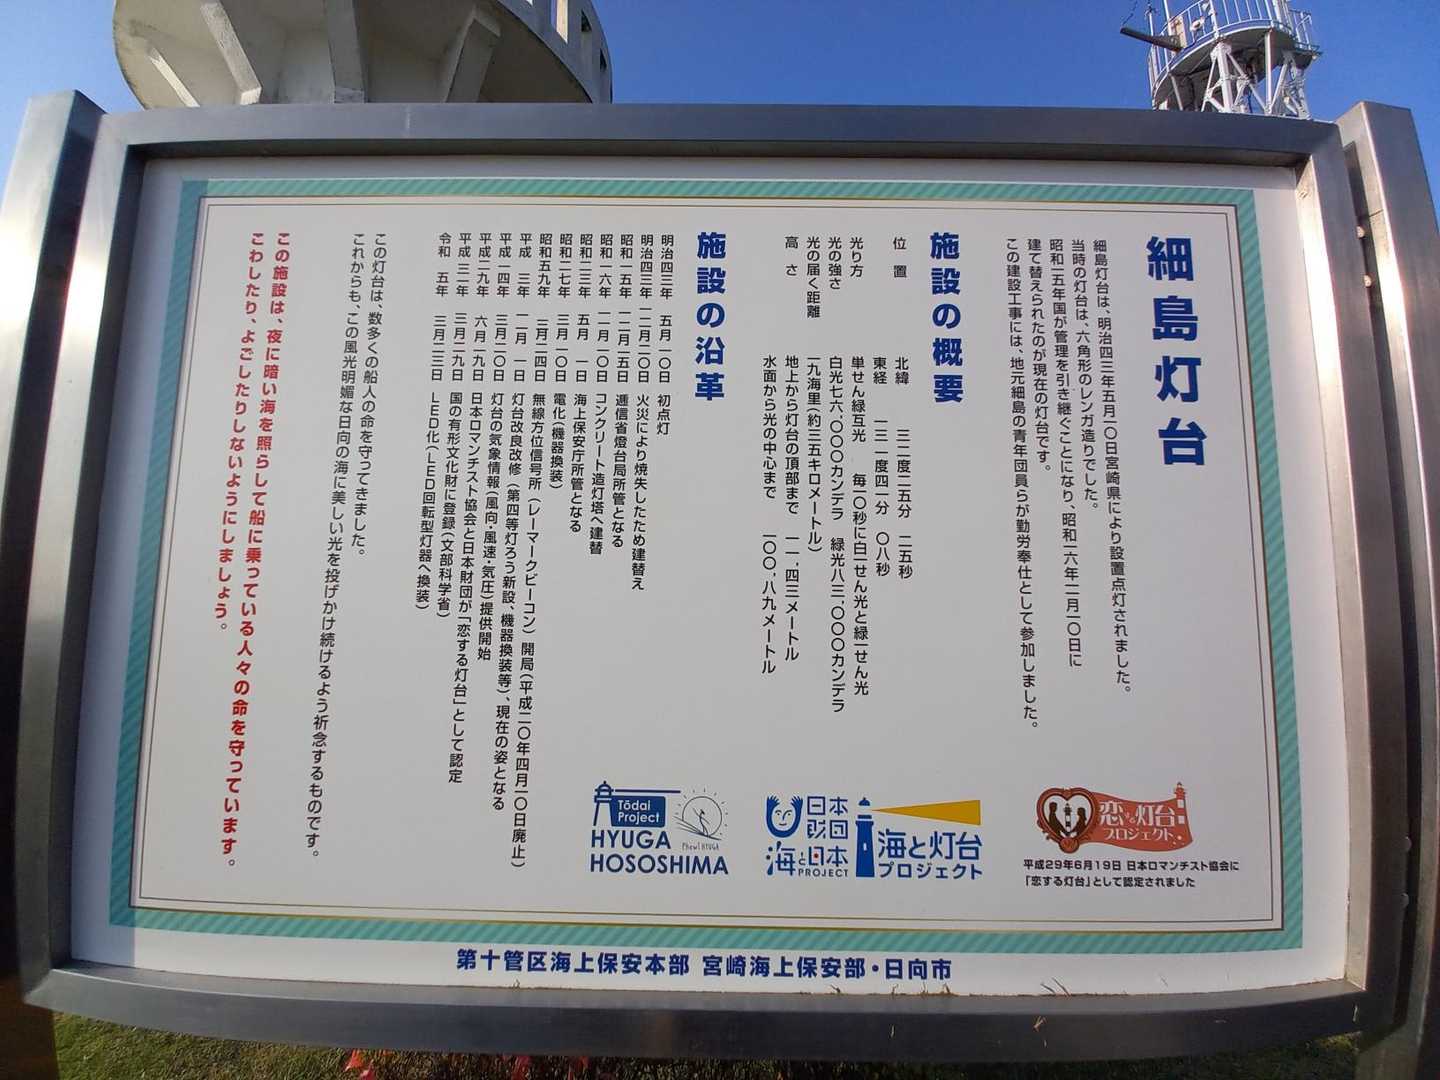 細島灯台
細島灯台は、明治四三年五月一〇日宮崎県により設置点灯されました。
当時の灯台は、六角形のレンガ造りでした。
昭和一五年国が管理を引き継ぐことになり、昭和一六年二月一〇日に
建て替えられたのが現在の灯台です。
この建設工事には、地元細島の青年団員らが勤労奉仕として参加しました。
施設の概要
位置 北緯 三二度二五分 二五秒
東経 一三一度四一分 〇八秒
光り方 単せん緑互光 毎一〇秒に白一せん光と緑一せん光
光の強さ 白光七六,〇〇〇カンデラ 緑光八三,〇〇〇カンデラ
光の届く距離 一九海里(約三五キロメートル)
高さ 地上から灯台の頂部まで 一一.四三メートル
水面から光の中心まで 一〇〇.八九メートル
施設の沿革
明治四三年 五月一〇日 初点灯
明治四三年 一二月二〇日 火災により焼失したため建替え
昭和一五年 一二月一五日 逓信省燈台局所管となる
昭和一六年 二月一〇日 コンクリート造灯塔へ建替
昭和二三年 五月 一日 海上保安庁所管となる
昭和二七年 三月一〇日 電化(機器換装)
昭和五九年 三月二四日 無線方位信号所(レーマークビーコン)開局(平成二〇年四月一〇日廃止)
平成 三年 一一月 一日 灯台改良改修(第四等灯ろう新設、機器換装等)、現在の姿となる
平成一四年 三月二〇日 灯台の気象情報(風向・風速・気圧)提供開始
平成二九年 六月一九日 日本ロマンチスト協会と日本財団が「恋する灯台」として認定
平成三一年 三月二九日 国の有形文化財に登録(文部科学省)
令和 五年 三月二三日 LED化(LED回転型灯器へ換装)
この灯台は、数多くの船人の命を守ってきました。
これからも、この風光明媚な日向の海に美しい光を投げかけ続けるよう祈念するものです。
この施設は、夜に暗い海を照らして船に乗っている人々の命を守っています。
こわしたり、よごしたりしないようにしましょう。
Tōdai
Project
HYUGA
HOSOSHIMA
Phew! HYUGA
日本
財団
海と日本
PROJECT
海と灯台
プロジェクト
恋する灯台
プロジェクト
平成29年6月19日 日本ロマンチスト協会に
「恋する灯台」として認定されました
第十管区海上保安本部 宮崎海上保安部・日向市